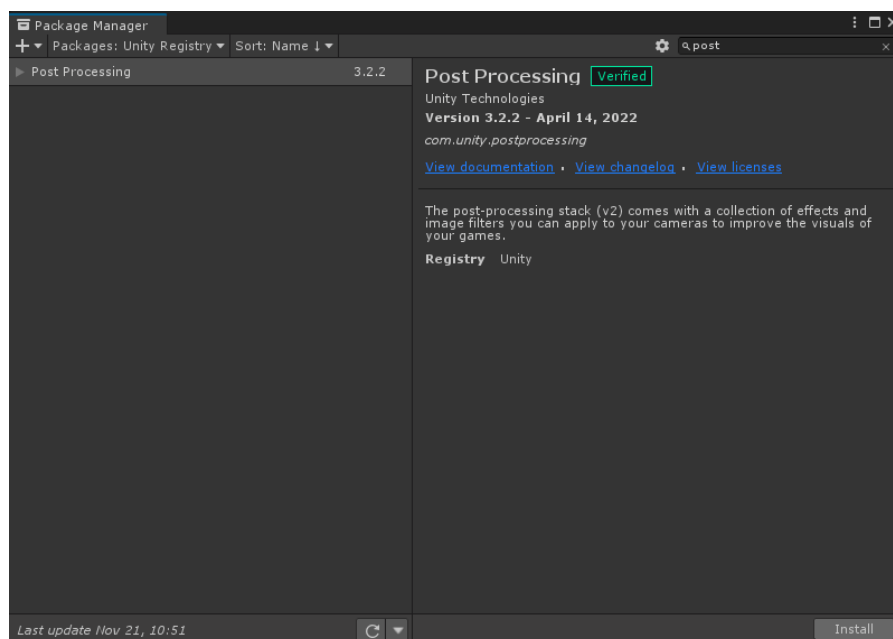 Package Manager
Packages: Unity Registry Sort: Name ↓
post
Post Processing 3.2.2
Post Processing Verified
Unity Technologies
Version 3.2.2 - April 14, 2022
com.unity.postprocessing
View documentation • View changelog • View licenses
The post-processing stack (v2) comes with a collection of effects and
image filters you can apply to your cameras to improve the visuals of
your games.
Registry Unity
Last update Nov 21, 10:51
Install